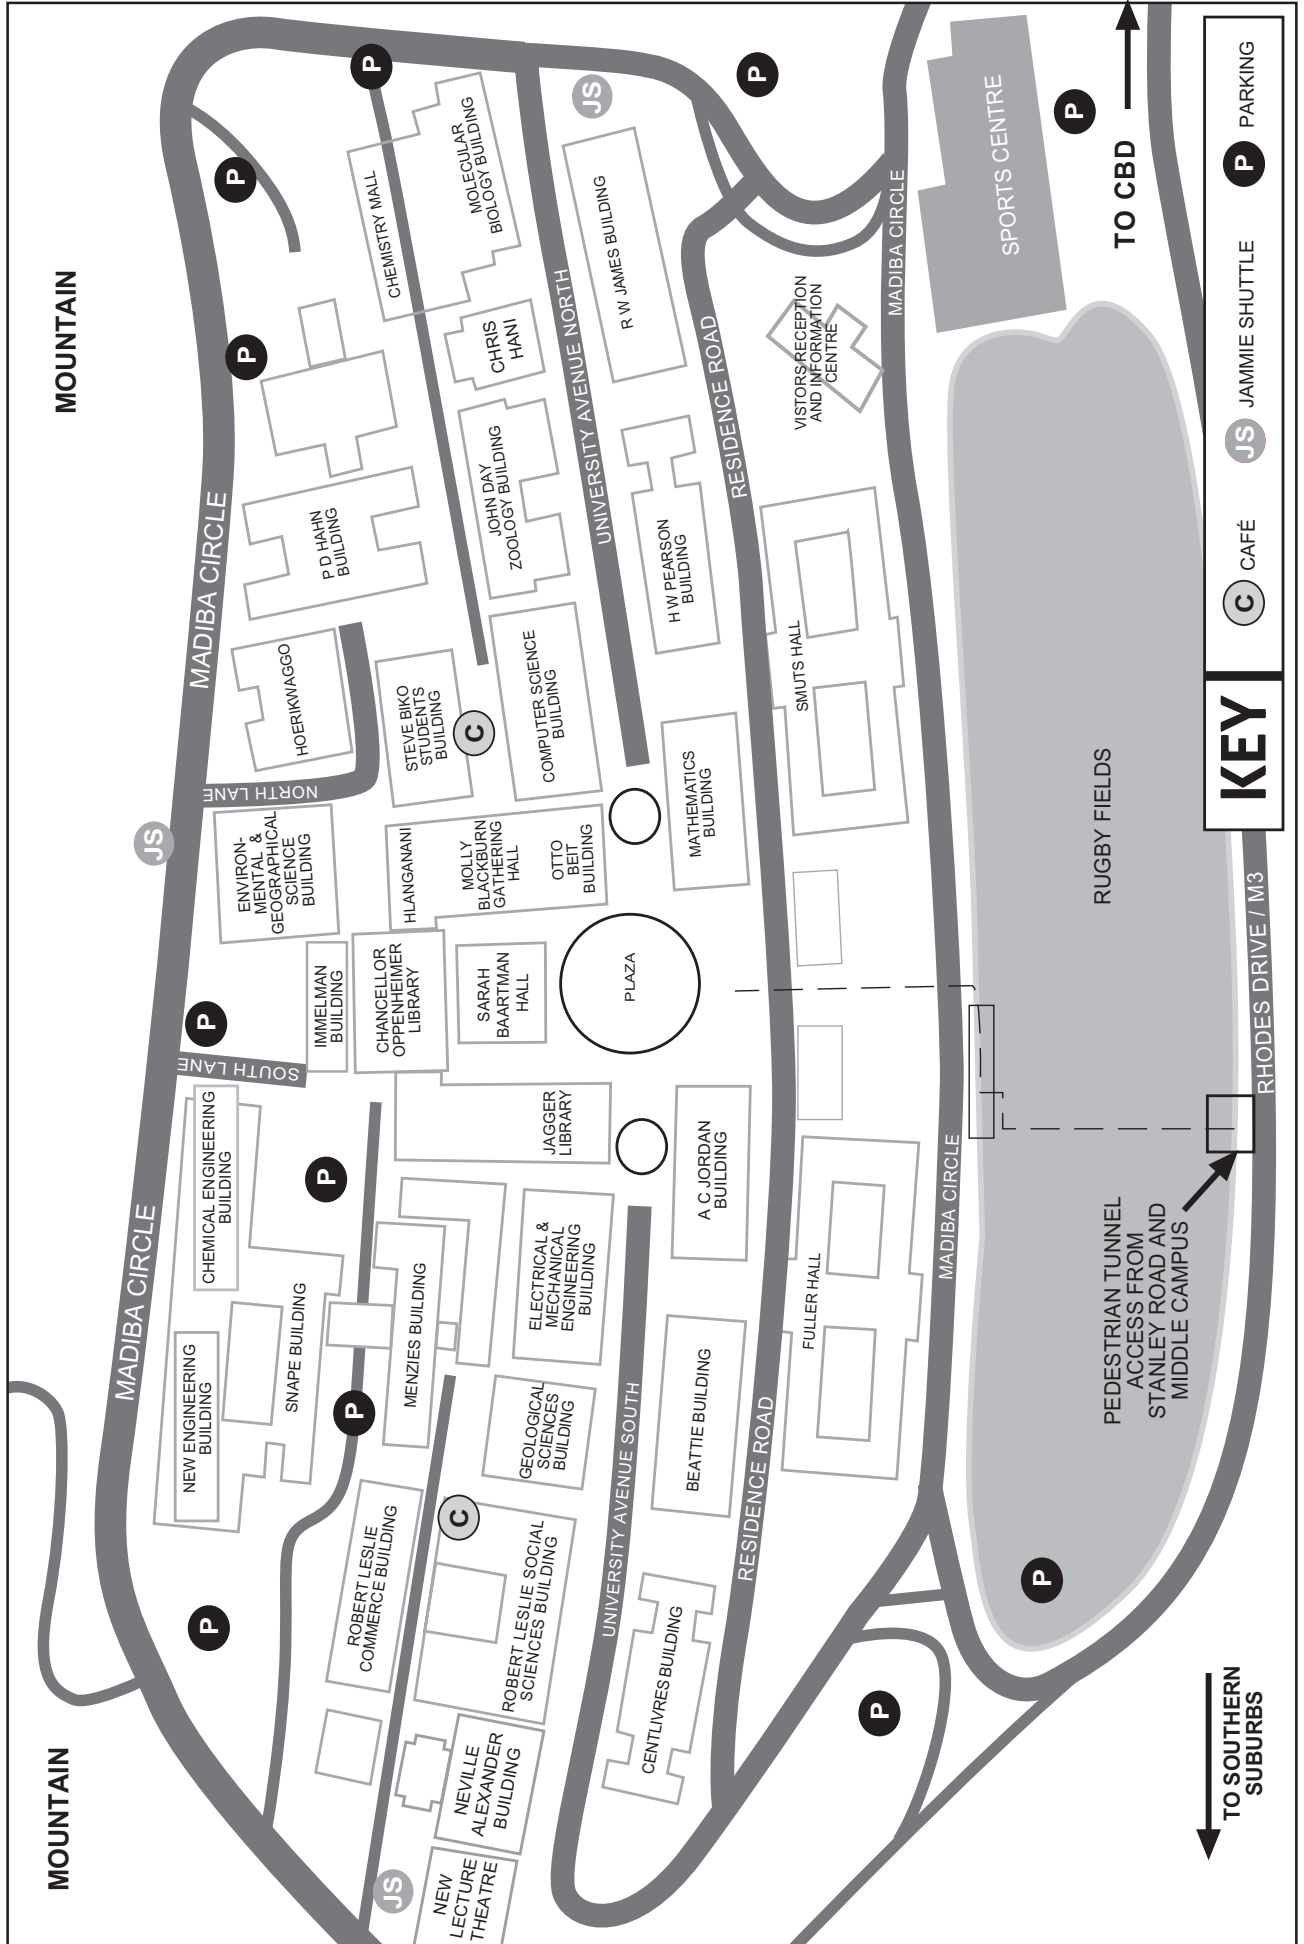 MOUNTAIN
MOUNTAIN
MADIBA CIRCLE
MADIBA CIRCLE
JS
P
P
P
P
P
P
P
P
NEW ENGINEERING
BUILDING
CHEMICAL ENGINEERING
BUILDING
SNAPE BUILDING
SOUTH LANE
NORTH LANE
ENVIRON-
MENTAL &
GEOGRAPHICAL
SCIENCE
BUILDING
HOERIKWAGGO
P D HAHN
BUILDING
CHEMISTRY MALL
MOLECULAR
BIOLOGY BUILDING
ROBERT LESLIE
COMMERCE BUILDING
MENZIES BUILDING
IMMELMAN
BUILDING
CHANCELLOR
OPPENHEIMER
LIBRARY
HLANGANANI
MOLLY
BLACKBURN
GATHERING
HALL
OTTO
BEIT
BUILDING
STEVE BIKO
STUDENTS
BUILDING
C
COMPUTER SCIENCE
BUILDING
JOHN DAY
ZOOLOGY BUILDING
CHRIS
HANI
JS
NEW
LECTURE
THEATRE
NEVILLE
ALEXANDER
BUILDING
C
ROBERT LESLIE SOCIAL
SCIENCES BUILDING
GEOLOGICAL
SCIENCES
BUILDING
ELECTRICAL &
MECHANICAL
ENGINEERING
BUILDING
JAGGER
LIBRARY
SARAH
BAARTMAN
HALL
PLAZA
UNIVERSITY AVENUE SOUTH
UNIVERSITY AVENUE NORTH
JS
R W JAMES BUILDING
CENTLIVRES BUILDING
BEATTIE BUILDING
A C JORDAN
BUILDING
MATHEMATICS
BUILDING
H W PEARSON
BUILDING
RESIDENCE ROAD
RESIDENCE ROAD
P
FULLER HALL
SMUTS HALL
VISTORS RECEPTION
AND INFORMATION
CENTRE
P
MADIBA CIRCLE
MADIBA CIRCLE
SPORTS CENTRE
P
P
RUGBY FIELDS
PEDESTRIAN TUNNEL
ACCESS FROM
STANLEY ROAD AND
MIDDLE CAMPUS
TO CBD
TO SOUTHERN
SUBURBS
RHODES DRIVE / M3
KEY
C CAFÉ
JS JAMMIE SHUTTLE
P PARKING